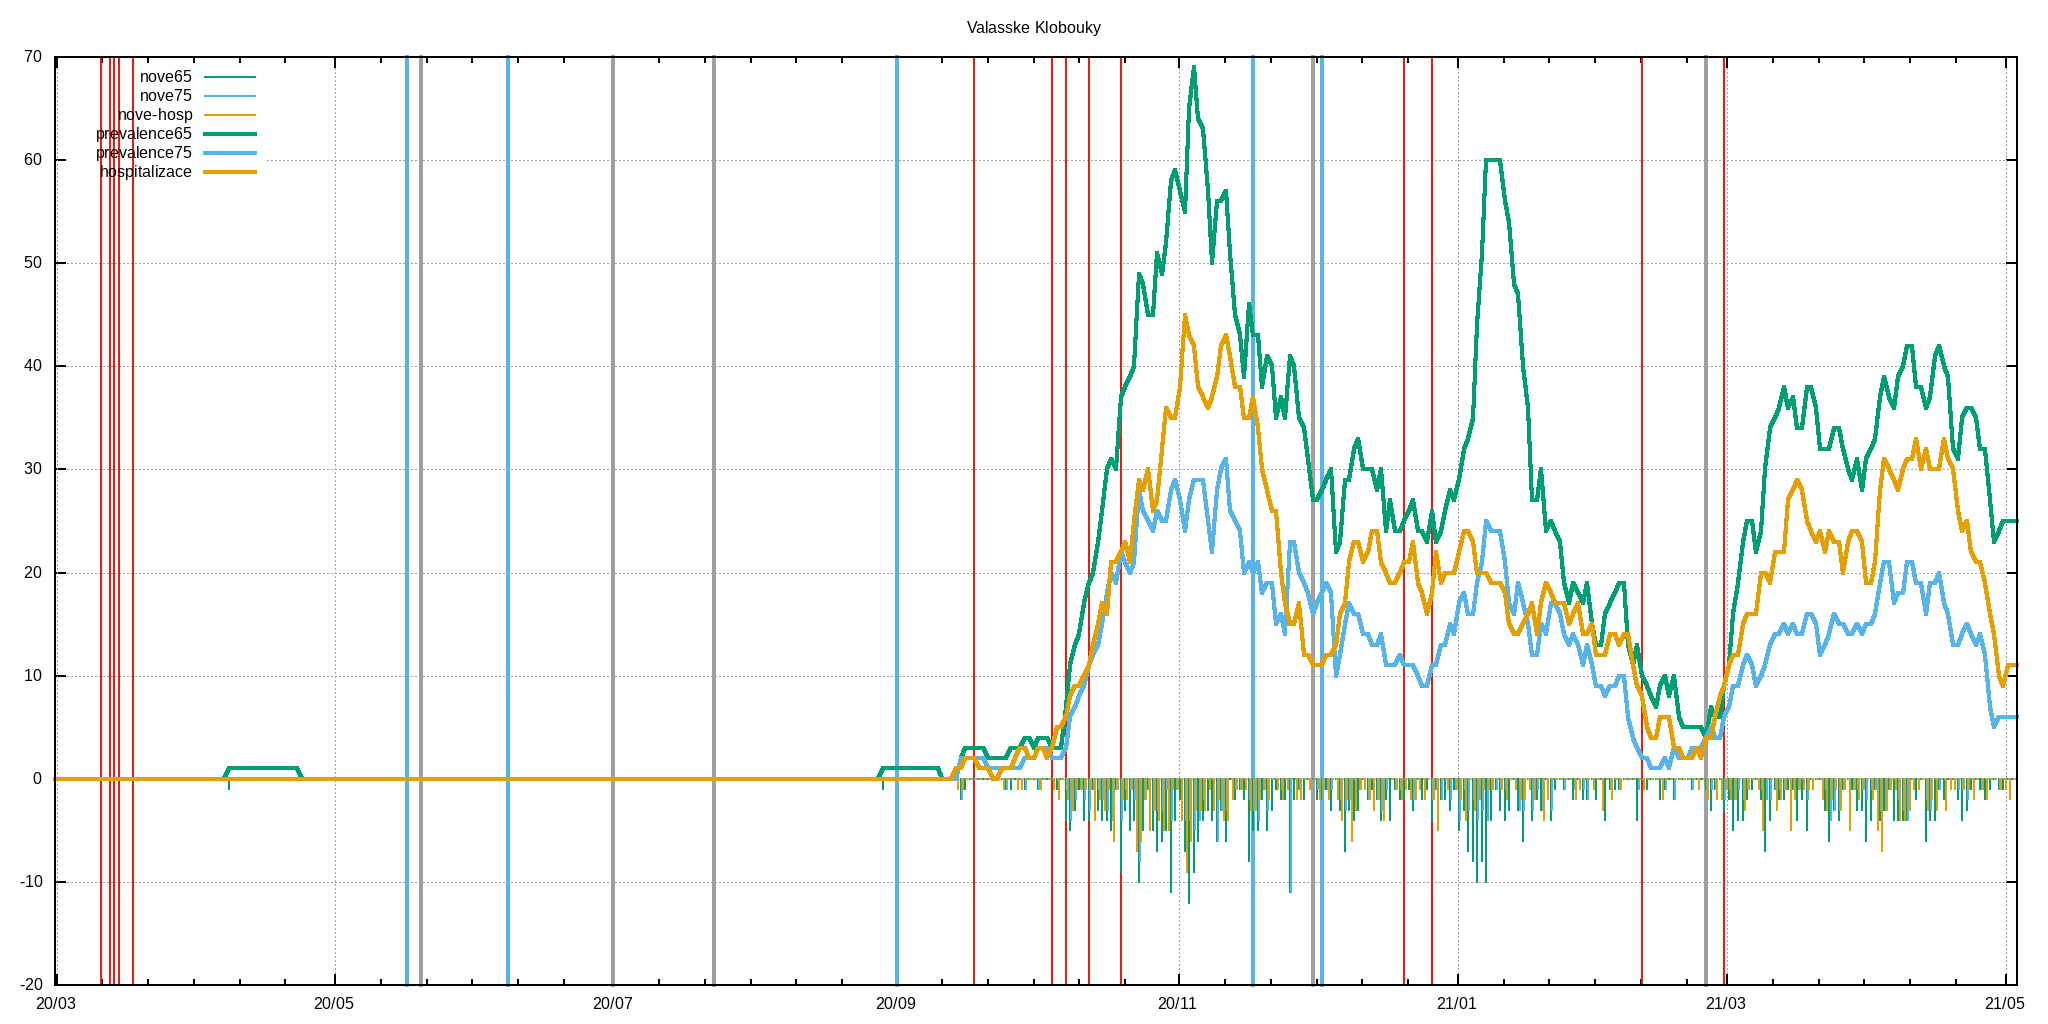 Valasske Klobouky
70
60
50
40
30
20
10
0
-10
-20
nove65
nove75
nove-hosp
prevalence65
prevalence75
hospitalizace
20/03 20/05 20/07 20/09 20/11 21/01 21/03 21/05